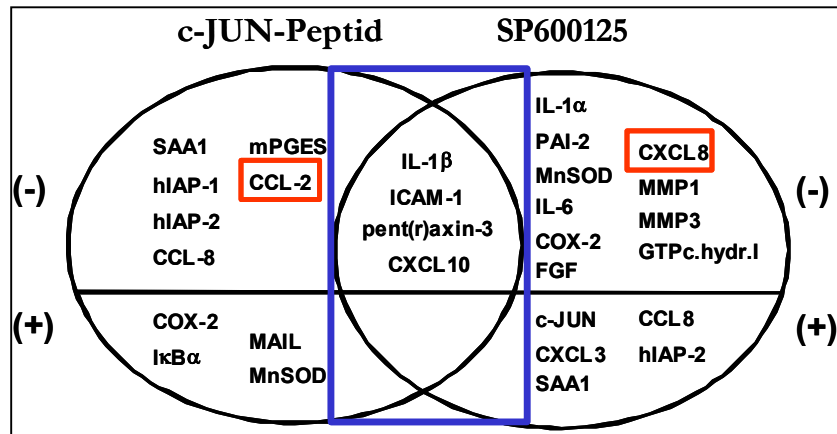 c-JUN-Peptid
SP600125
(-)
SAA1
hIAP-1
hIAP-2
CCL-8
mPGES
CCL-2
IL-1β
ICAM-1
pent(r)axin-3
CXCL10
IL-1α
PAI-2
MnSOD
IL-6
COX-2
FGF
CXCL8
MMP1
MMP3
GTPc.hydr.I
(-)
(+)
COX-2
IκBα
MAIL
MnSOD
c-JUN
CXCL3
SAA1
CCL8
hIAP-2
(+)